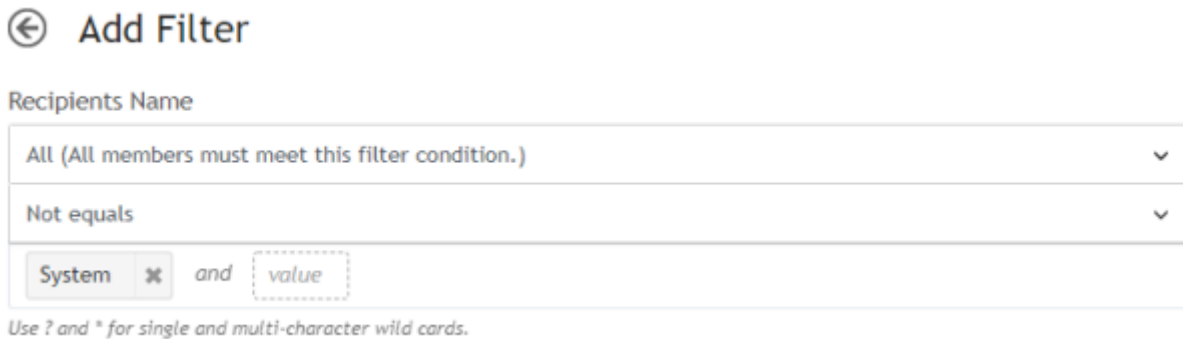 Add Filter
Recipients Name
All (All members must meet this filter condition.)
Not equals
System and value
Use ? and * for single and multi-character wild cards.